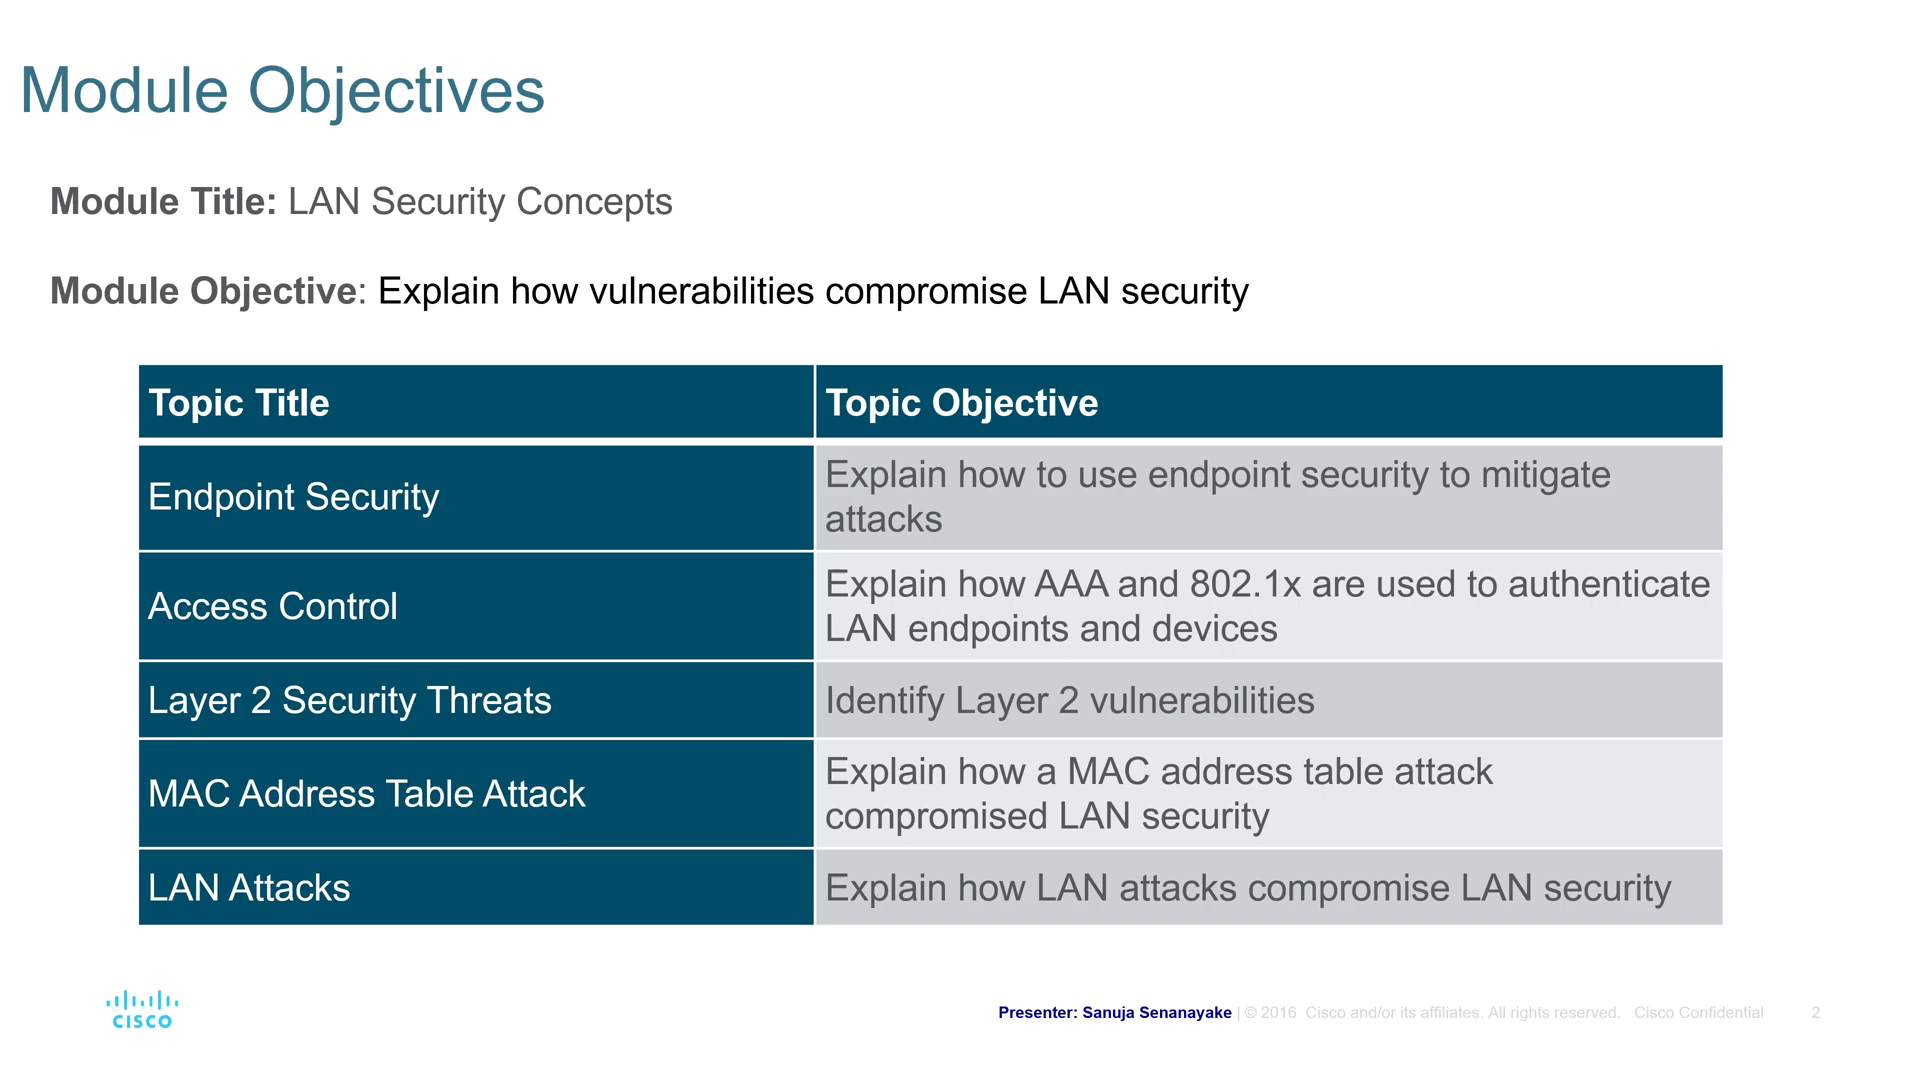 Module Objectives
Module Title: LAN Security Concepts
Module Objective: Explain how vulnerabilities compromise LAN security
Topic Title
Topic Objective
Endpoint Security
Explain how to use endpoint security to mitigate
attacks
Access Control
Explain how AAA and 802.1x are used to authenticate
LAN endpoints and devices
Layer 2 Security Threats
Identify Layer 2 vulnerabilities
MAC Address Table Attack
Explain how a MAC address table attack
compromised LAN security
LAN Attacks
Explain how LAN attacks compromise LAN security
CISCO
Presenter: Sanuja Senanayake | © 2016 Cisco and/or its affiliates. All rights reserved. Cisco Confidential 2